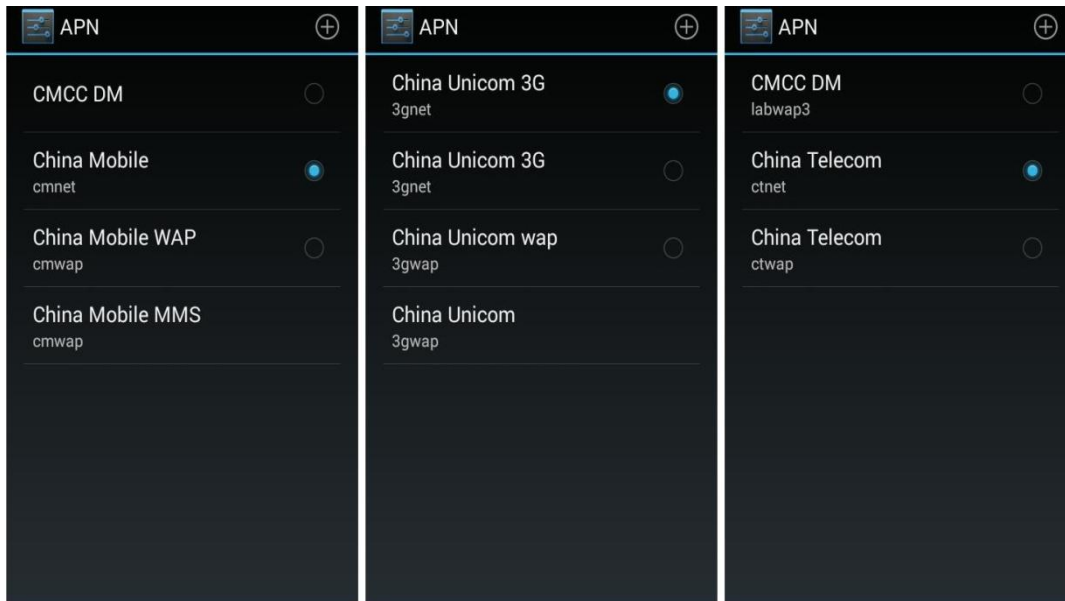 APN
CMCC DM
China Mobile
cmnet
China Mobile WAP
cmwap
China Mobile MMS
cmwap
APN
China Unicom 3G
3gnet
China Unicom 3G
3gnet
China Unicom wap
3gwap
China Unicom
3gwap
APN
CMCC DM
labwap3
China Telecom
ctnet
China Telecom
ctwap